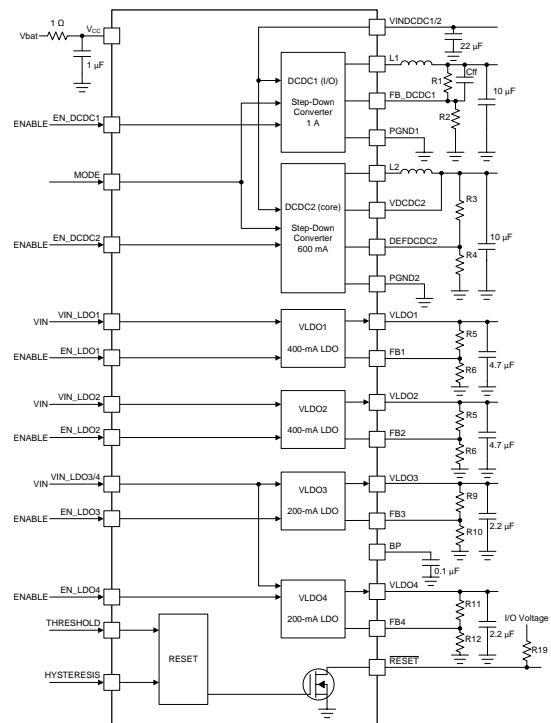 VINDCDC1/2
1 Ω
Vbat
VCC
1 μF
22 μF
L1
DCDC1 (I/O)
Step-Down
Converter
1 A
R1
Cff
FB_DCDC1
10 μF
R2
ENABLE
EN_DCDC1
PGND1
MODE
L2
DCDC2 (core)
Step-Down
Converter
600 mA
VDCDC2
R3
10 μF
ENABLE
EN_DCDC2
DEFDCDC2
R4
PGND2
VIN
VIN_LDO1
VLDO1
400-mA LDO
VLDO1
R5
4.7 μF
ENABLE
EN_LDO1
FB1
R6
VIN
VIN_LDO2
VLDO2
400-mA LDO
VLDO2
R5
4.7 μF
ENABLE
EN_LDO2
FB2
R6
VIN
VIN_LDO3/4
VLDO3
200-mA LDO
VLDO3
R9
2.2 μF
ENABLE
EN_LDO3
FB3
R10
BP
0.1 μF
ENABLE
EN_LDO4
VLDO4
200-mA LDO
VLDO4
R11
2.2 μF
FB4
R12
I/O Voltage
R19
THRESHOLD
RESET
RESET
HYSTERESIS